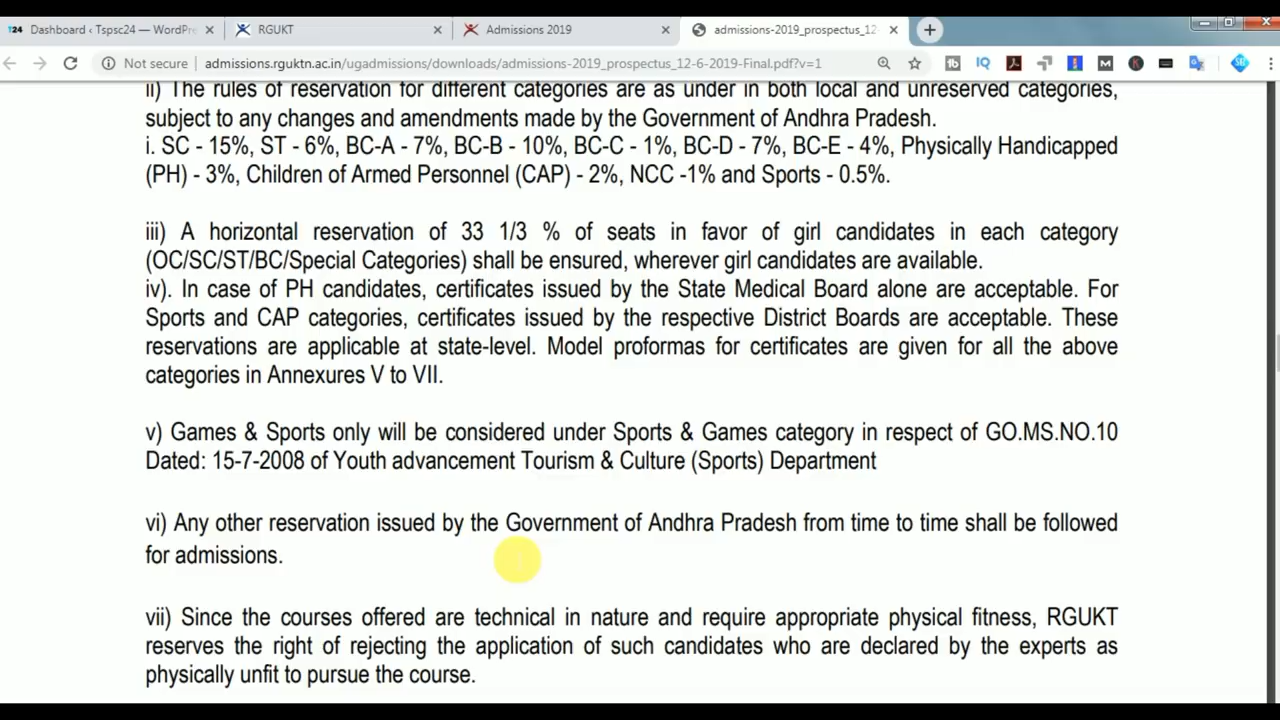 T24 Dashboard ‹ Tspsc24 — WordPre
RGUKT
Admissions 2019
admissions-2019_prospectus_12-
Not secure
admissions.rguktn.ac.in/ugadmissions/downloads/admissions-2019_prospectus_12-6-2019-Final.pdf?v=1
ii) The rules of reservation for different categories are as under in both local and unreserved categories,
subject to any changes and amendments made by the Government of Andhra Pradesh.
i. SC - 15%, ST - 6%, BC-A - 7%, BC-B - 10%, BC-C - 1%, BC-D - 7%, BC-E - 4%, Physically Handicapped
(PH) - 3%, Children of Armed Personnel (CAP) - 2%, NCC -1% and Sports - 0.5%.
iii) A horizontal reservation of 33 1/3 % of seats in favor of girl candidates in each category
(OC/SC/ST/BC/Special Categories) shall be ensured, wherever girl candidates are available.
iv). In case of PH candidates, certificates issued by the State Medical Board alone are acceptable. For
Sports and CAP categories, certificates issued by the respective District Boards are acceptable. These
reservations are applicable at state-level. Model proformas for certificates are given for all the above
categories in Annexures V to VII.
v) Games & Sports only will be considered under Sports & Games category in respect of GO.MS.NO.10
Dated: 15-7-2008 of Youth advancement Tourism & Culture (Sports) Department
vi) Any other reservation issued by the Government of Andhra Pradesh from time to time shall be followed
for admissions.
vii) Since the courses offered are technical in nature and require appropriate physical fitness, RGUKT
reserves the right of rejecting the application of such candidates who are declared by the experts as
physically unfit to pursue the course.